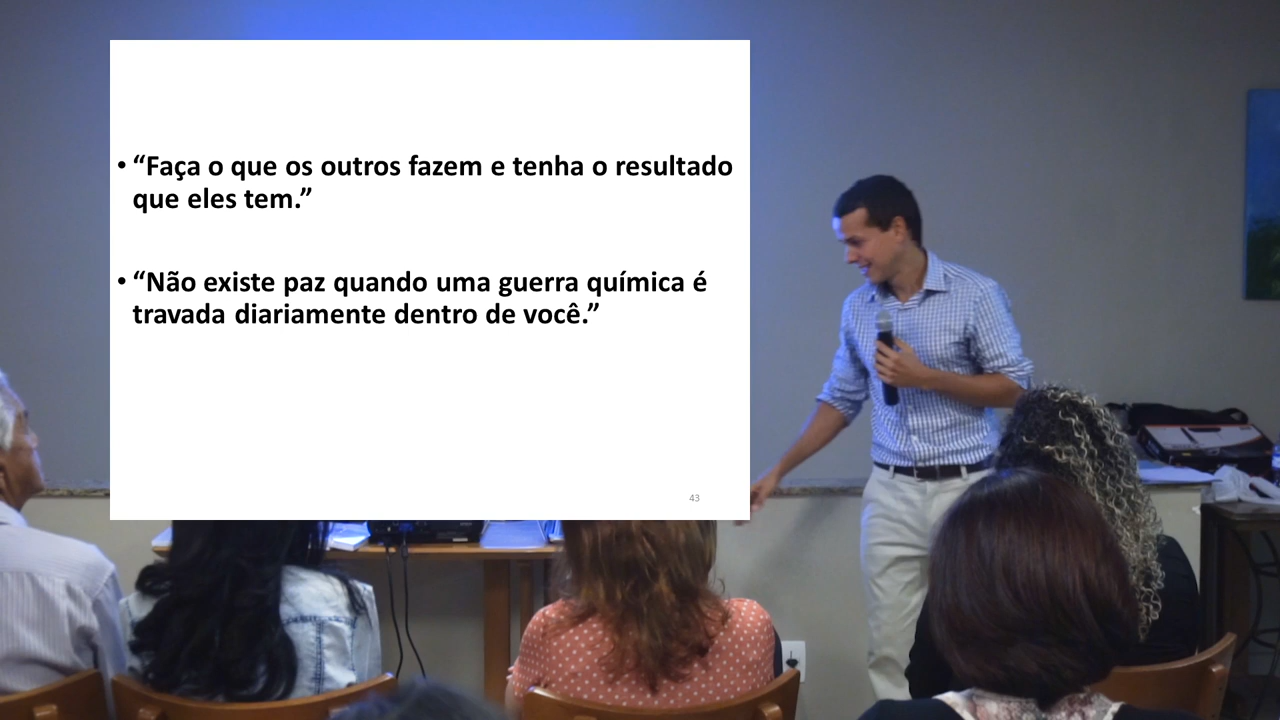 • “Faça o que os outros fazem e tenha o resultado
que eles tem.”
• “Não existe paz quando uma guerra química é
travada diariamente dentro de você.”
43